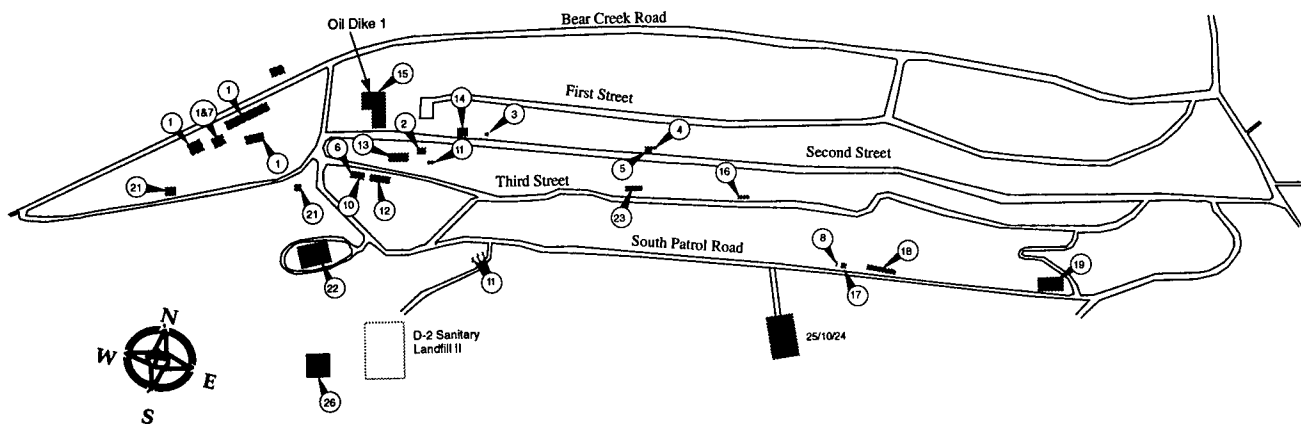 Bear Creek Road
Oil Dike 1
15
1
1&7
1
14
First Street
3
2
4
1
13
11
Second Street
6
5
16
1
Third Street
21
10
12
23
21
South Patrol Road
8
18
19
22
11
17
N
D-2 Sanitary
Landfill II
25/10/24
W
E
26
S